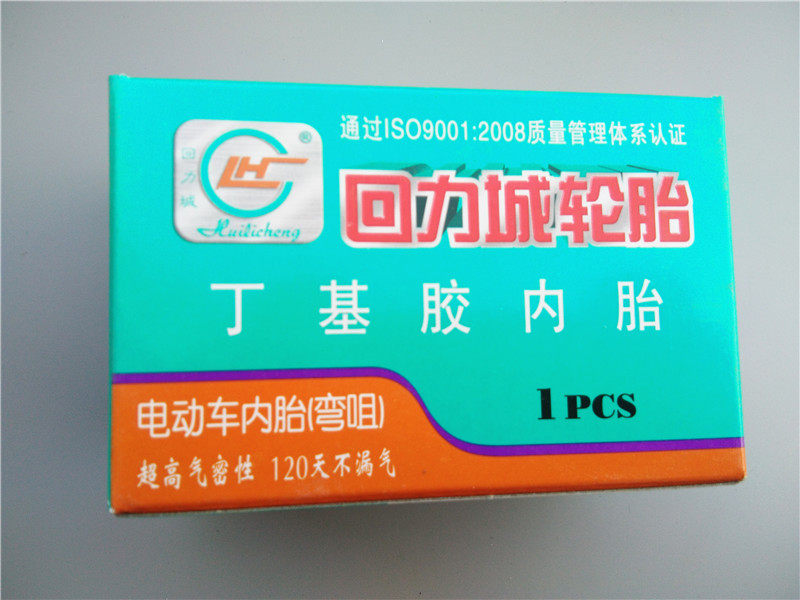 通过ISO9001:2008质量管理体系认证
回力城
®
Huilicheng
回力城轮胎
丁基胶内胎
1PCS
电动车内胎(弯咀)
超高气密性 120天不漏气